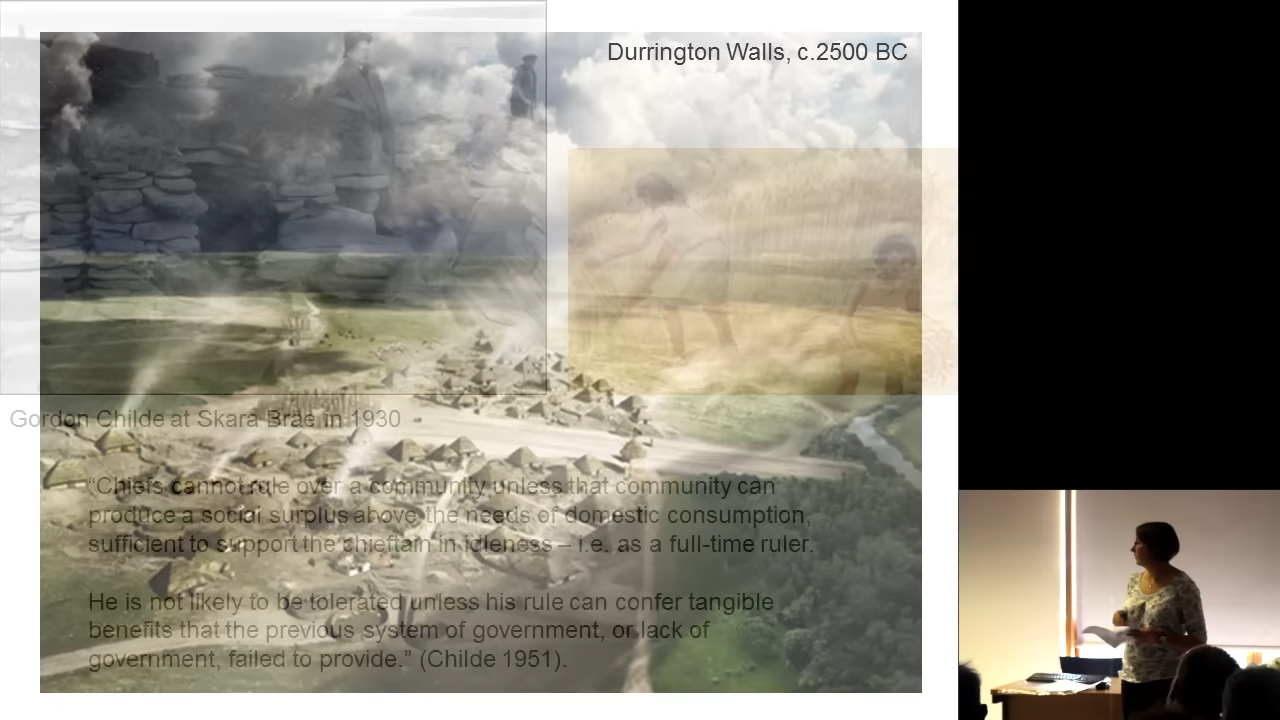 Durrington Walls, c.2500 BC
Gordon Childe at Skara Brae in 1930
“Chiefs cannot rule over a community unless that community can
produce a social surplus above the needs of domestic consumption,
sufficient to support the chieftain in idleness – i.e. as a full-time ruler.
He is not likely to be tolerated unless his rule can confer tangible
benefits that the previous system of government, or lack of
government, failed to provide.” (Childe 1951).